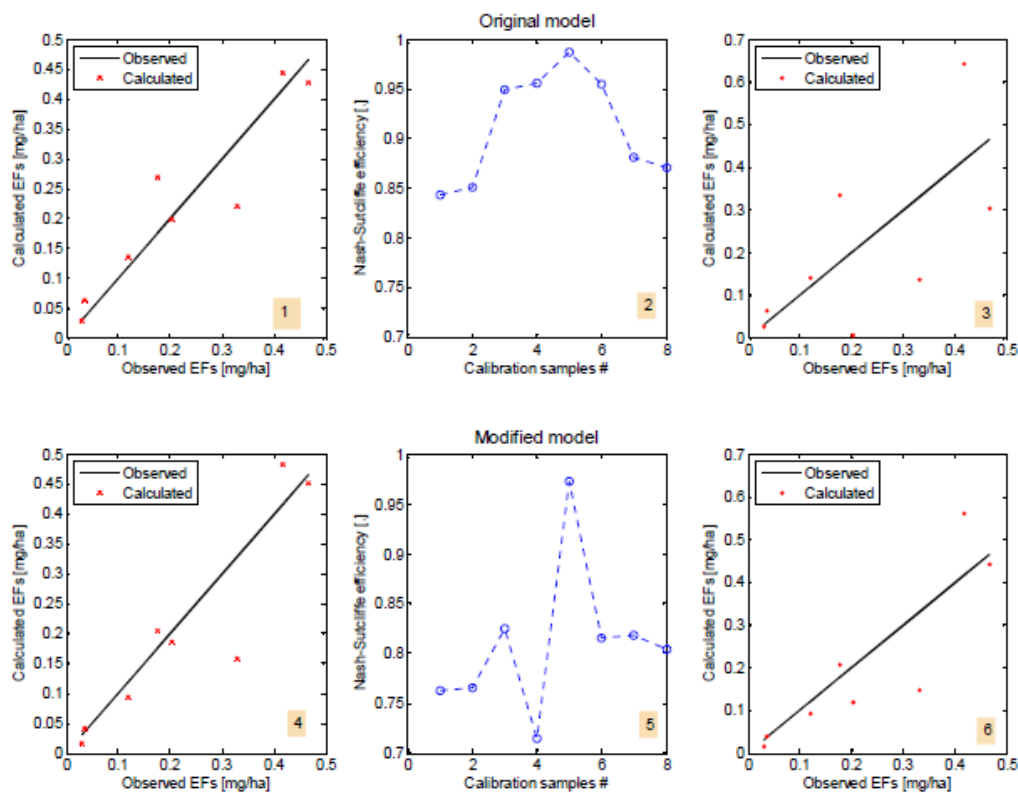 Original model
0.5
0.45
0.4
0.35
0.3
0.25
0.2
0.15
0.1
0.05
0
Calculated EFs [mg/ha]
Observed
Calculated
1
0 0.1 0.2 0.3 0.4 0.5
Observed EFs [mg/ha]
1
0.95
0.9
0.85
0.8
0.75
0.7
Nash-Sutcliffe efficiency [.]
2
0 2 4 6 8
Calibration samples #
0.7
0.6
0.5
0.4
0.3
0.2
0.1
0
Calculated EFs [mg/ha]
Observed
Calculated
3
0 0.1 0.2 0.3 0.4 0.5
Observed EFs [mg/ha]
Modified model
0.5
0.45
0.4
0.35
0.3
0.25
0.2
0.15
0.1
0.05
0
Calculated EFs [mg/ha]
Observed
Calculated
4
0 0.1 0.2 0.3 0.4 0.5
Observed EFs [mg/ha]
1
0.95
0.9
0.85
0.8
0.75
0.7
Nash-Sutcliffe efficiency [.]
5
0 2 4 6 8
Calibration samples #
0.7
0.6
0.5
0.4
0.3
0.2
0.1
0
Calculated EFs [mg/ha]
Observed
Calculated
6
0 0.1 0.2 0.3 0.4 0.5
Observed EFs [mg/ha]